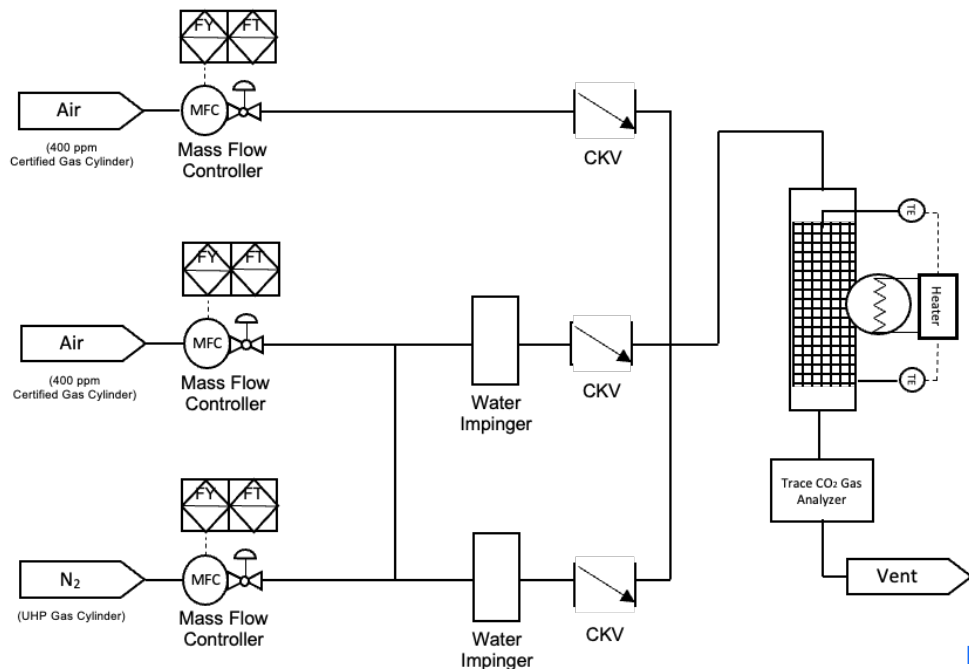 FY FT
Air
MFC
(400 ppm
Certified Gas Cylinder)
Mass Flow
Controller
CKV
TE
FY FT
Heater
Air
MFC
(400 ppm
Certified Gas Cylinder)
Mass Flow
Controller
CKV
TE
Water
Impinger
Trace CO₂ Gas
Analyzer
FY FT
N₂
MFC
Vent
(UHP Gas Cylinder)
Mass Flow
Controller
Water
Impinger
CKV